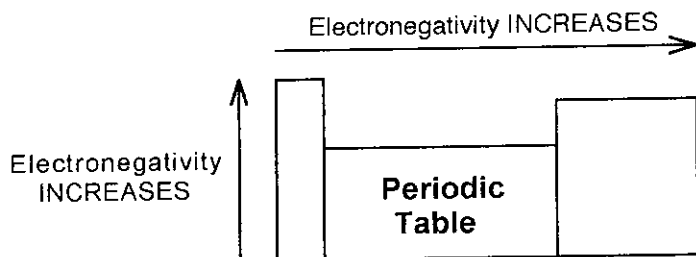 Electronegativity INCREASES
Electronegativity
INCREASES
Periodic
Table